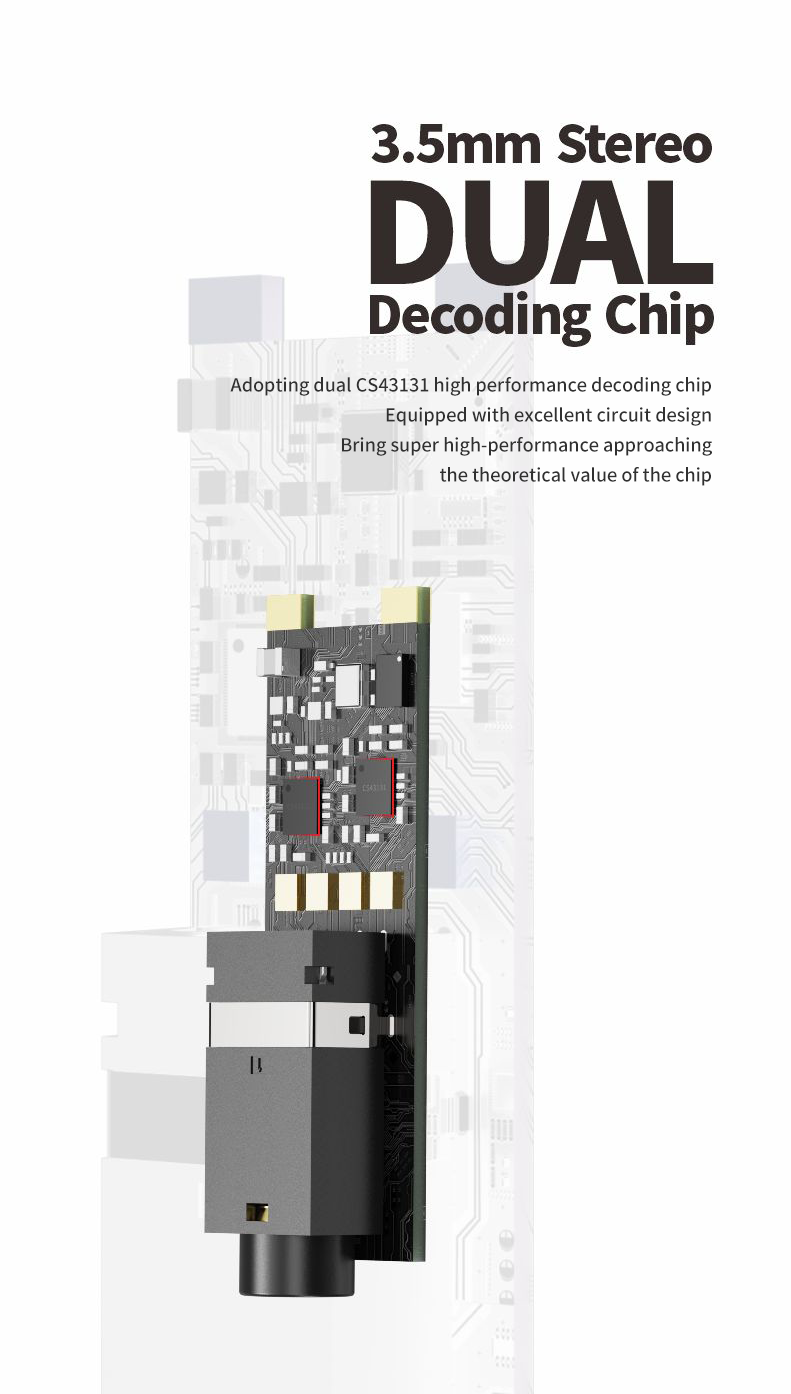 3.5mm Stereo
DUAL
Decoding Chip
Adopting dual CS43131 high performance decoding chip
Equipped with excellent circuit design
Bring super high-performance approaching
the theoretical value of the chip
CS43131